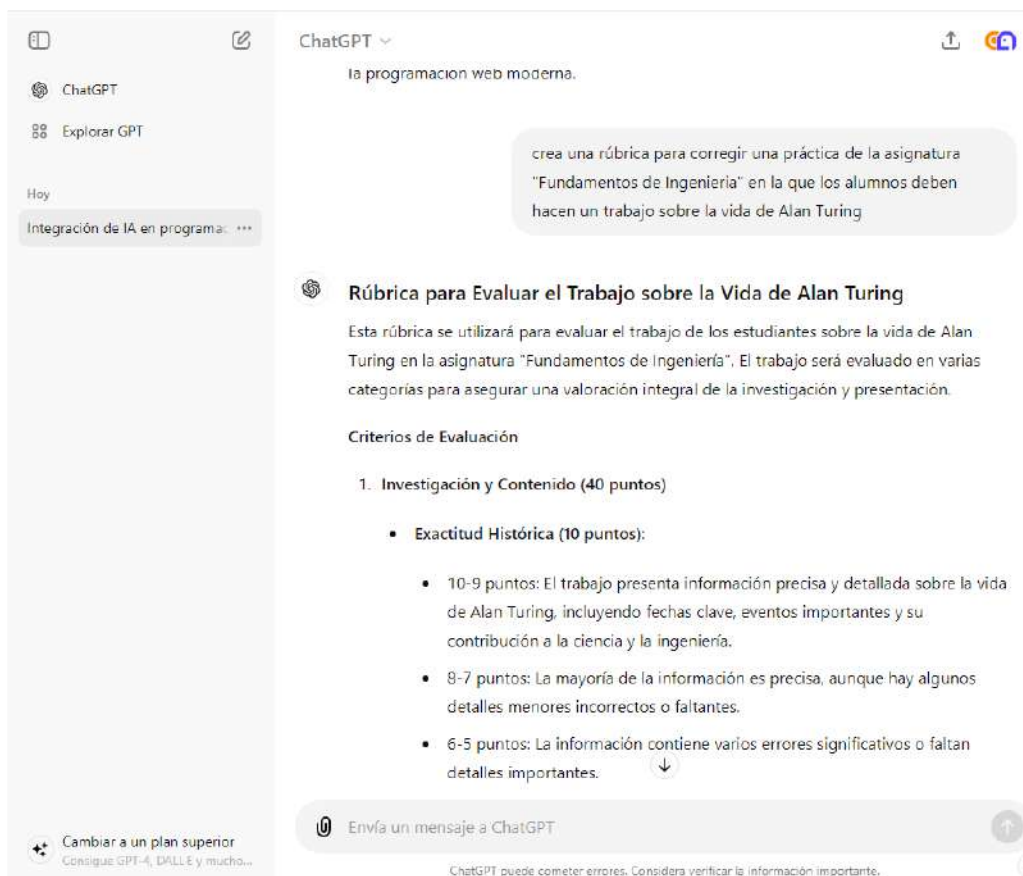 ChatGPT
Explorar GPT
Hoy
Integración de IA en programac
Cambiar a un plan superior
Consigue GPT-4, DALL·E y mucho...
ChatGPT
la programación web moderna.
crea una rúbrica para corregir una práctica de la asignatura
"Fundamentos de Ingenieria" en la que los alumnos deben
hacen un trabajo sobre la vida de Alan Turing
Rúbrica para Evaluar el Trabajo sobre la Vida de Alan Turing
Esta rúbrica se utilizará para evaluar el trabajo de los estudiantes sobre la vida de Alan
Turing en la asignatura "Fundamentos de Ingeniería". El trabajo será evaluado en varias
categorías para asegurar una valoración integral de la investigación y presentación.
Criterios de Evaluación
1. Investigación y Contenido (40 puntos)
• Exactitud Histórica (10 puntos):
• 10-9 puntos: El trabajo presenta información precisa y detallada sobre la vida
de Alan Turing, incluyendo fechas clave, eventos importantes y su
contribución a la ciencia y la ingeniería.
• 8-7 puntos: La mayoría de la información es precisa, aunque hay algunos
detalles menores incorrectos o faltantes.
• 6-5 puntos: La información contiene varios errores significativos o faltan
detalles importantes.
Envía un mensaje a ChatGPT
ChatGPT puede cometer errores. Considera verificar la información importante.